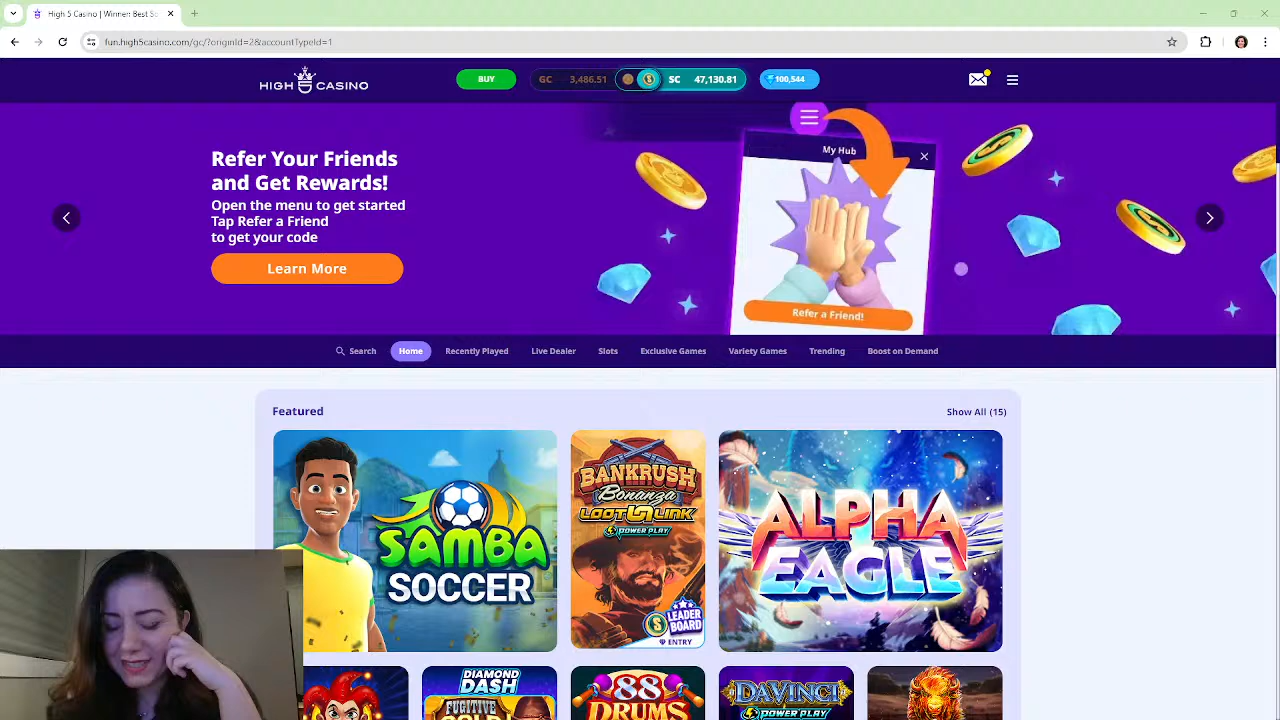 High 5 Casino | Winner Best So
fun.high5casino.com/gc?originId=2&accountTypeId=1
HIGH 5 CASINO
BUY
GC 3,486.51
SC 47,130.81
100,544
Refer Your Friends
and Get Rewards!
Open the menu to get started
Tap Refer a Friend
to get your code
Learn More
My Hub
Refer a Friend!
Search
Home
Recently Played
Live Dealer
Slots
Exclusive Games
Variety Games
Trending
Boost on Demand
Featured
Show All (15)
SAMBA
SOCCER
BANKRUSH
Bonanza
LOOT LINK
POWER PLAY
LEADER
BOARD
ENTRY
ALPHA
EAGLE
DIAMOND
DASH
FUGITIVE
GOLD
88
DRUMS
DAVINCI
POWER PLAY